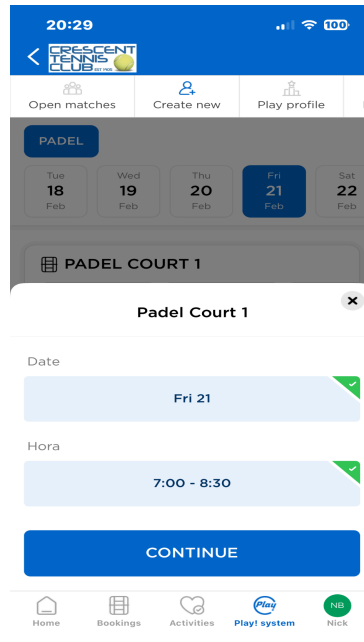 20:29
100
CRESCENT
TENNIS
CLUB EST 1905
Open matches
Create new
Play profile
PADEL
Tue
18
Feb
Wed
19
Feb
Thu
20
Feb
Fri
21
Feb
Sat
22
Feb
PADEL COURT 1
Padel Court 1
Date
Fri 21
Hora
7:00 - 8:30
CONTINUE
Home
Bookings
Activities
Play
Play! system
NB
Nick